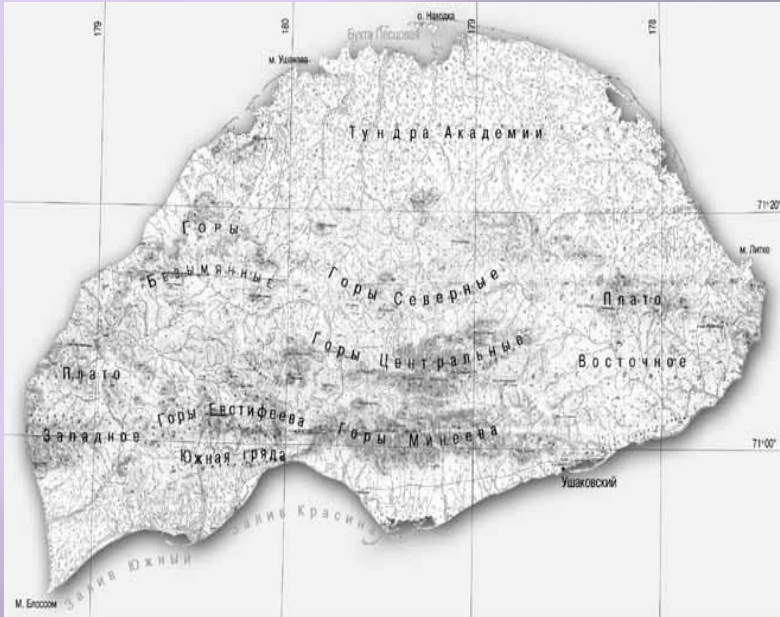 179
180
179
178
о. Находка
Бухта Песцовая
м. Ушакова
Тундра Академии
71°20'
Горы
Безымянные
м. Литке
Горы Северные
Плато
Восточное
Горы Центральные
Плато
Западное
Горы Евстифеева
Горы Минеева
Южная гряда
71°00'
Ушаковский
Залив Красин
Залив Южный
М. Блоссом